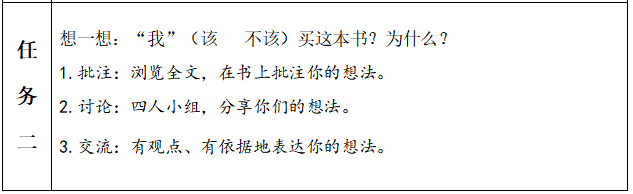 任务二
想一想：“我”（该 不该）买这本书？为什么？
1.批注：浏览全文，在书上批注你的想法。
2.讨论：四人小组，分享你们的想法。
3.交流：有观点、有依据地表达你的想法。